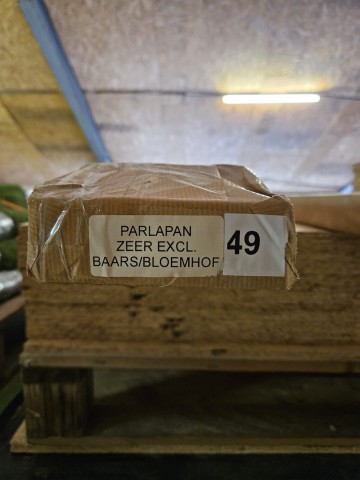 PARLAPAN
ZEER EXCL.
BAARS/BLOEMHOF
49